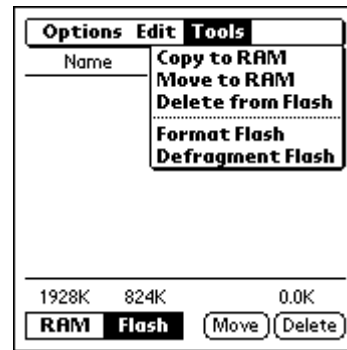 Options Edit Tools
Name
Copy to RAM
Move to RAM
Delete from Flash
Format Flash
Defragment Flash
1928K 824K 0.0K
RAM Flash Move Delete